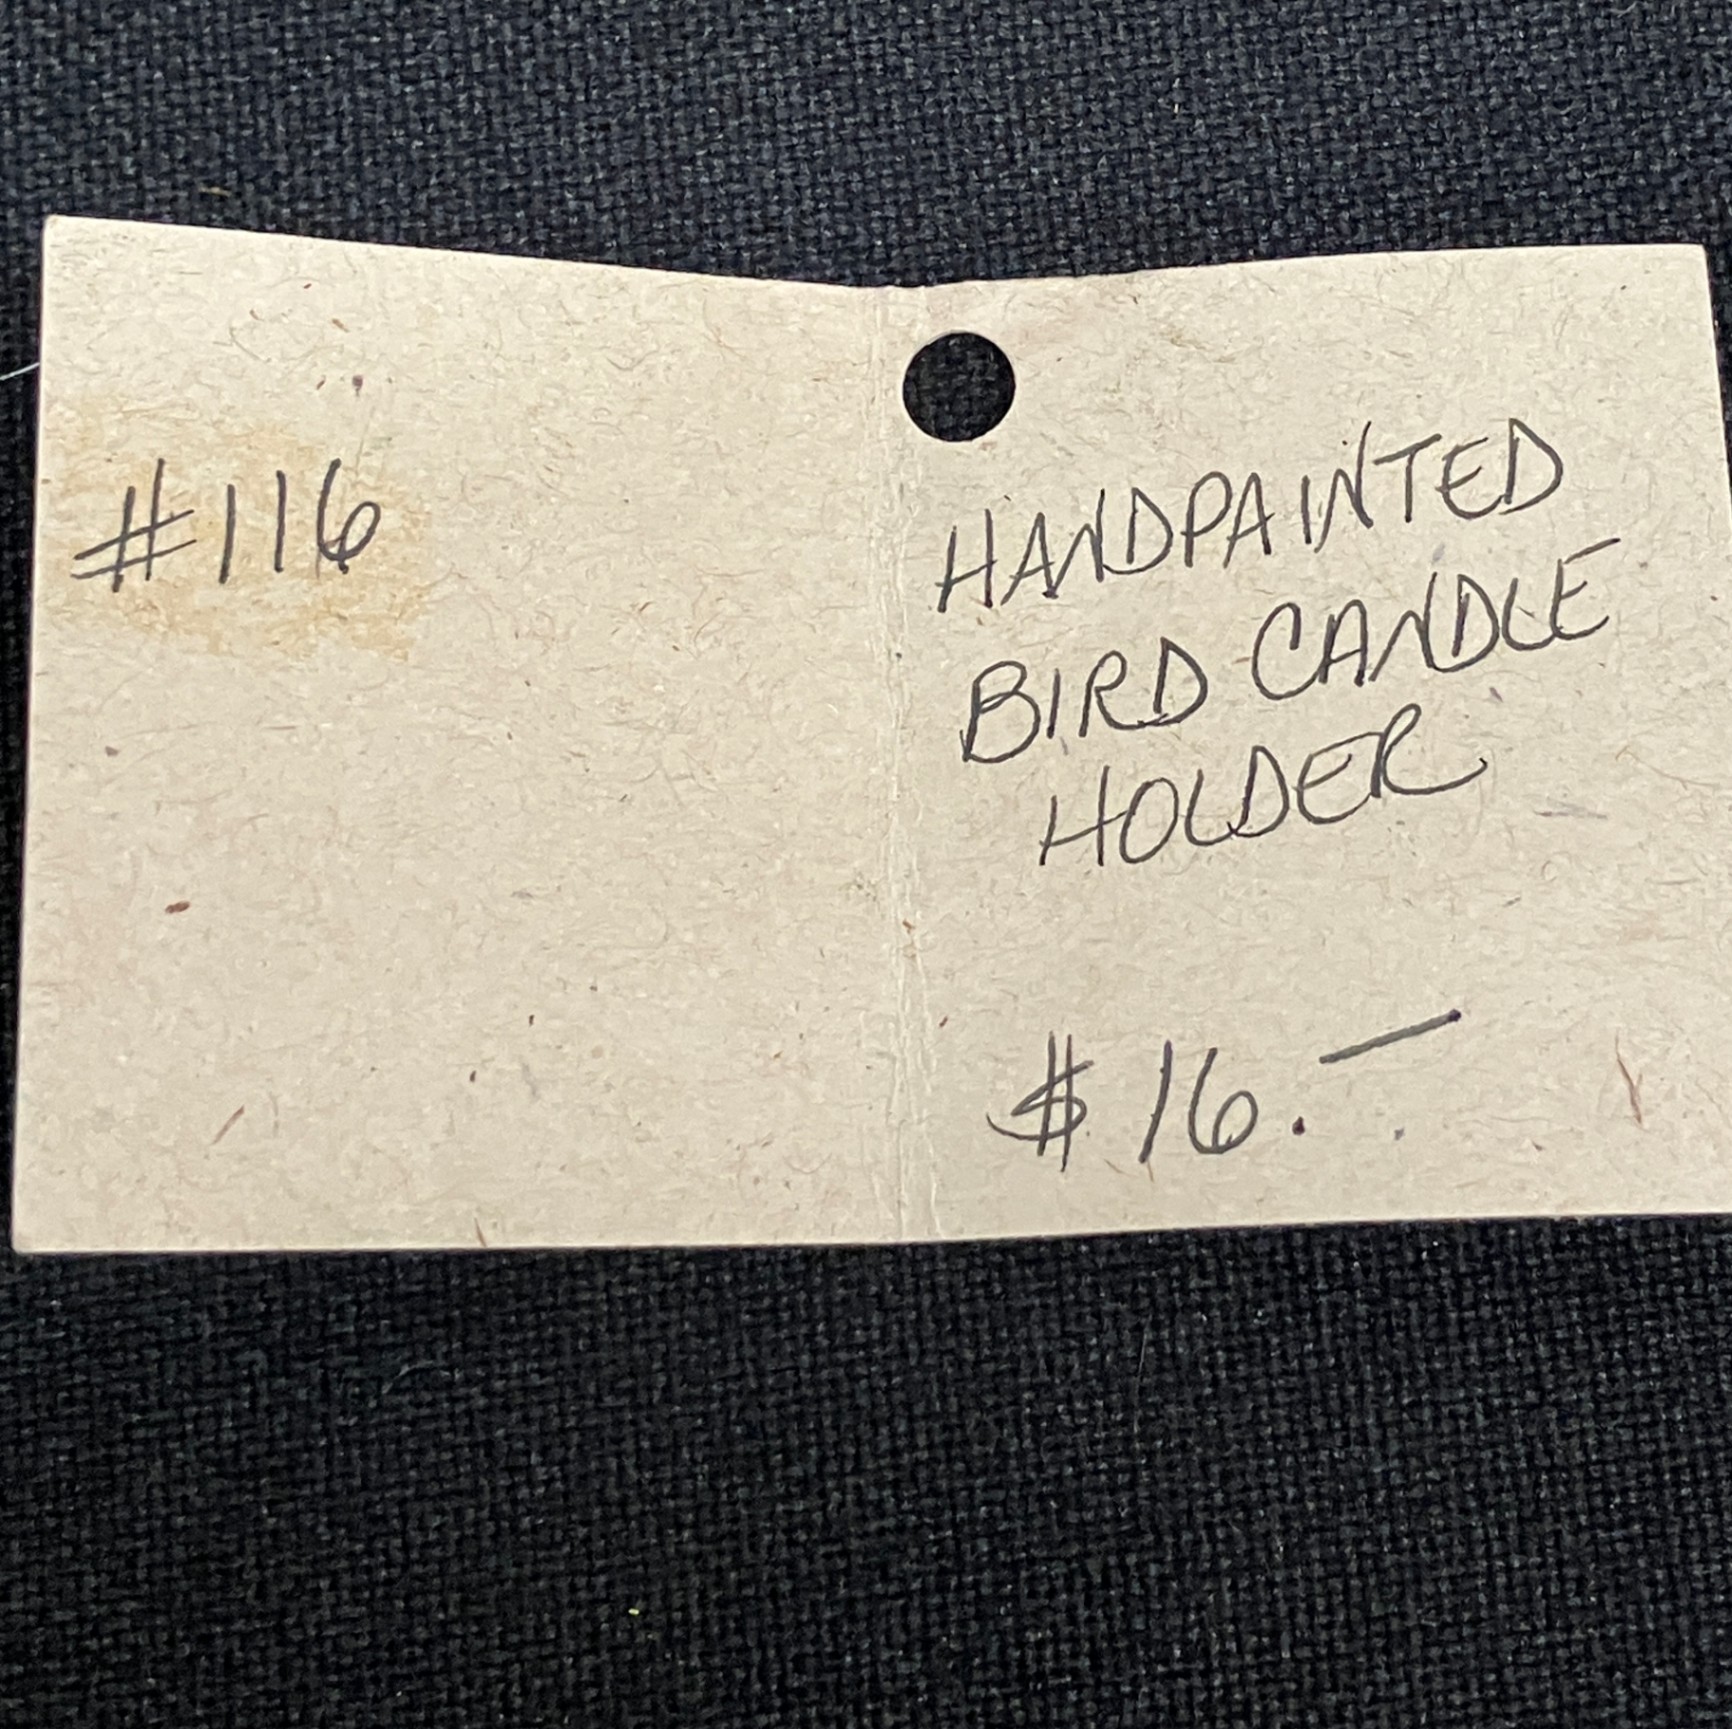 #116
HANDPAINTED
BIRD CANDLE
HOLDER
$16.—